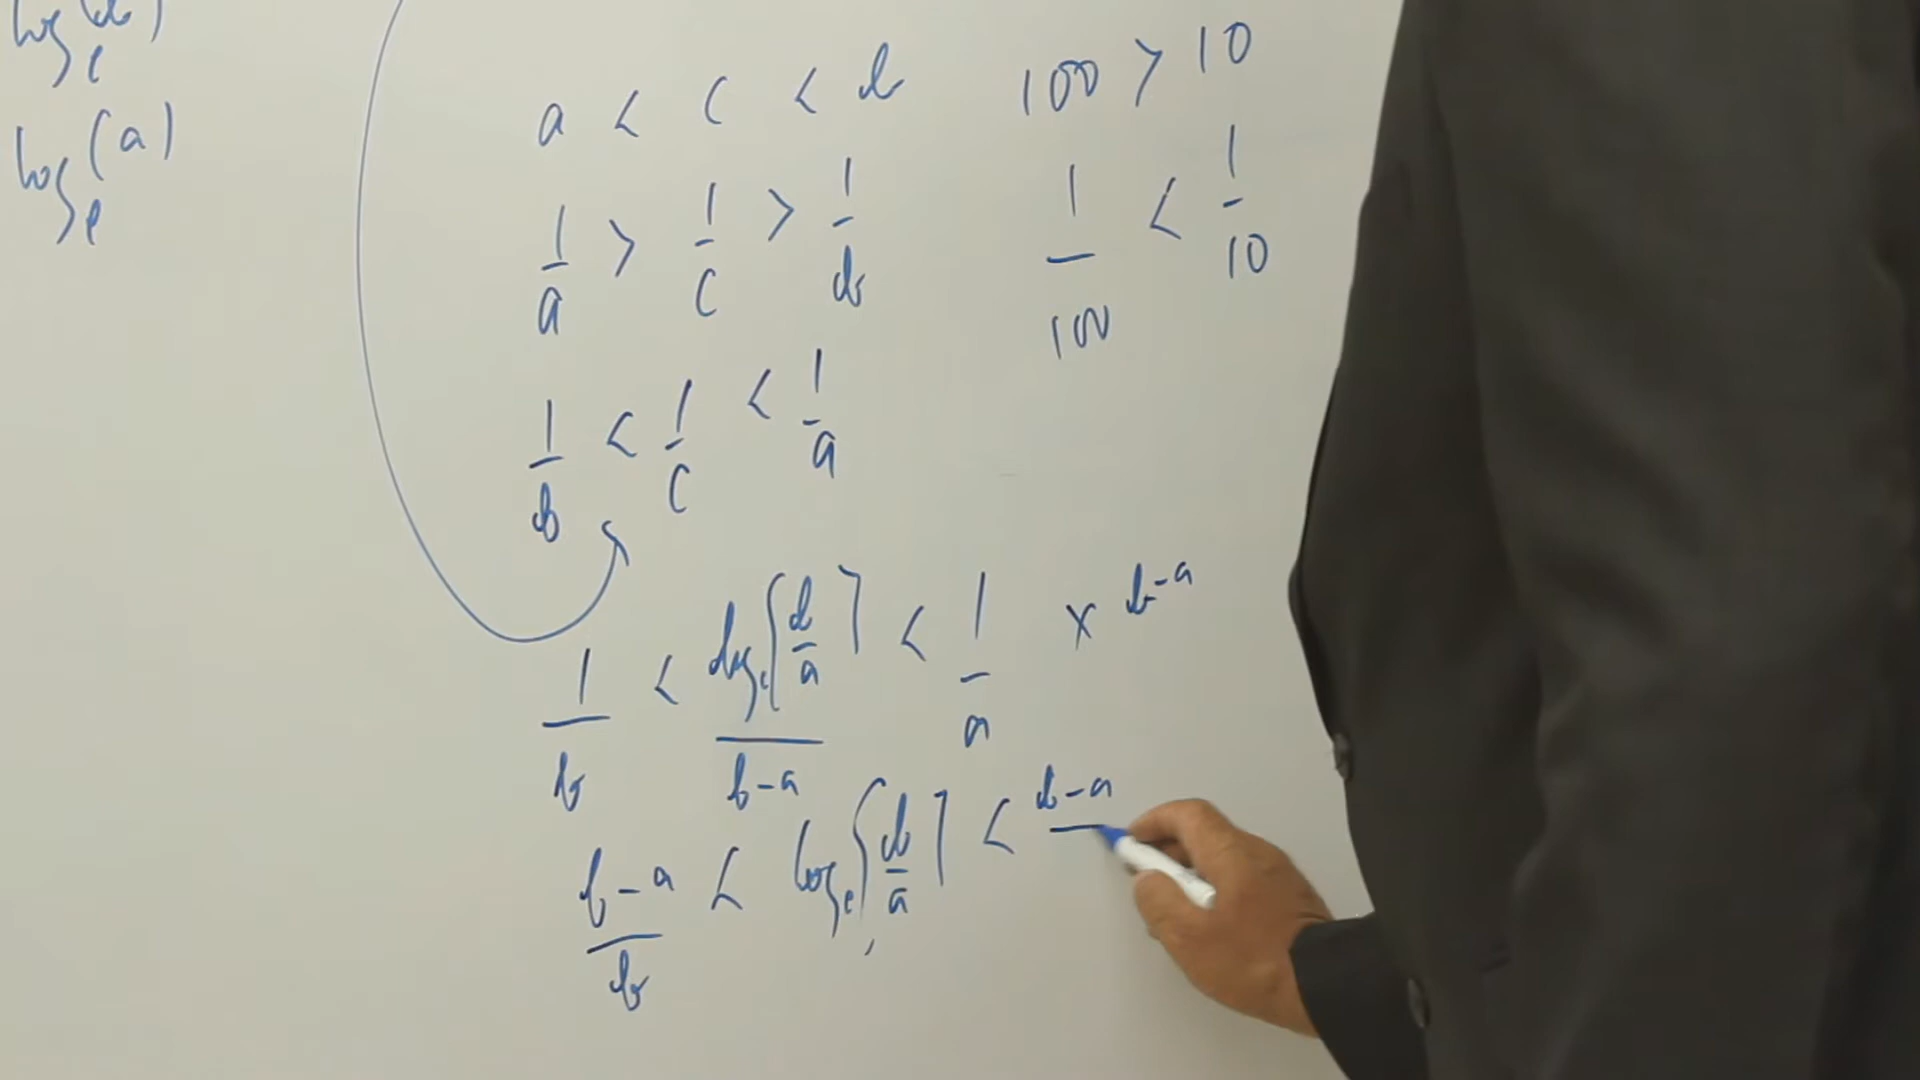 log_e(b)
log_e(a)
a < c < b
1/a > 1/c > 1/b
1/b < 1/c < 1/a
100 > 10
1/100 < 1/10
1/b < log_e[b/a]/(b-a) < 1/a × b-a
(b-a)/b < log_e[b/a] < b-a